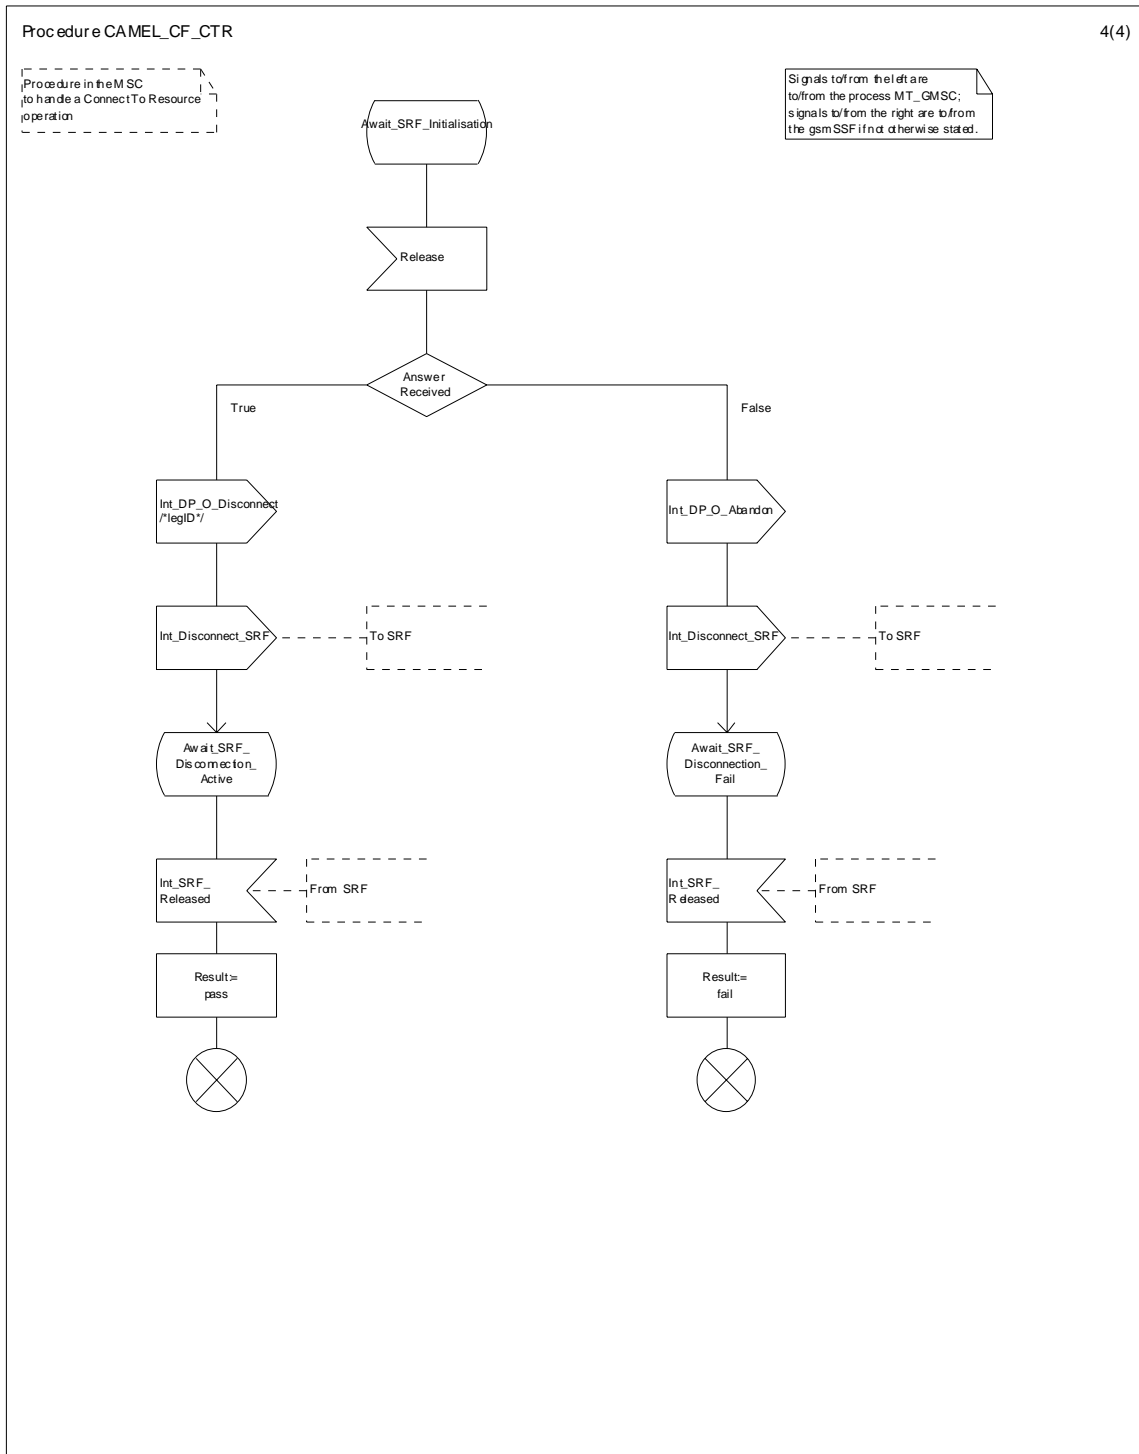 Procedure CAMEL_CF_CTR
4(4)
Procedure in the MSC
to handle a Connect To Resource
operation
Signals to/from the left are
to/from the process MT_GMSC;
signals to/from the right are to/from
the gsmSSF if not otherwise stated.
Await_SRF_Initialisation
Release
Answer
Received
True
False
Int_DP_O_Disconnect
/*legID*/
Int_DP_O_Abandon
Int_Disconnect_SRF
To SRF
Int_Disconnect_SRF
To SRF
Await_SRF_
Disconnection_
Active
Await_SRF_
Disconnection_
Fail
Int_SRF_
Released
From SRF
Int_SRF_
Released
From SRF
Result:=
pass
Result:=
fail